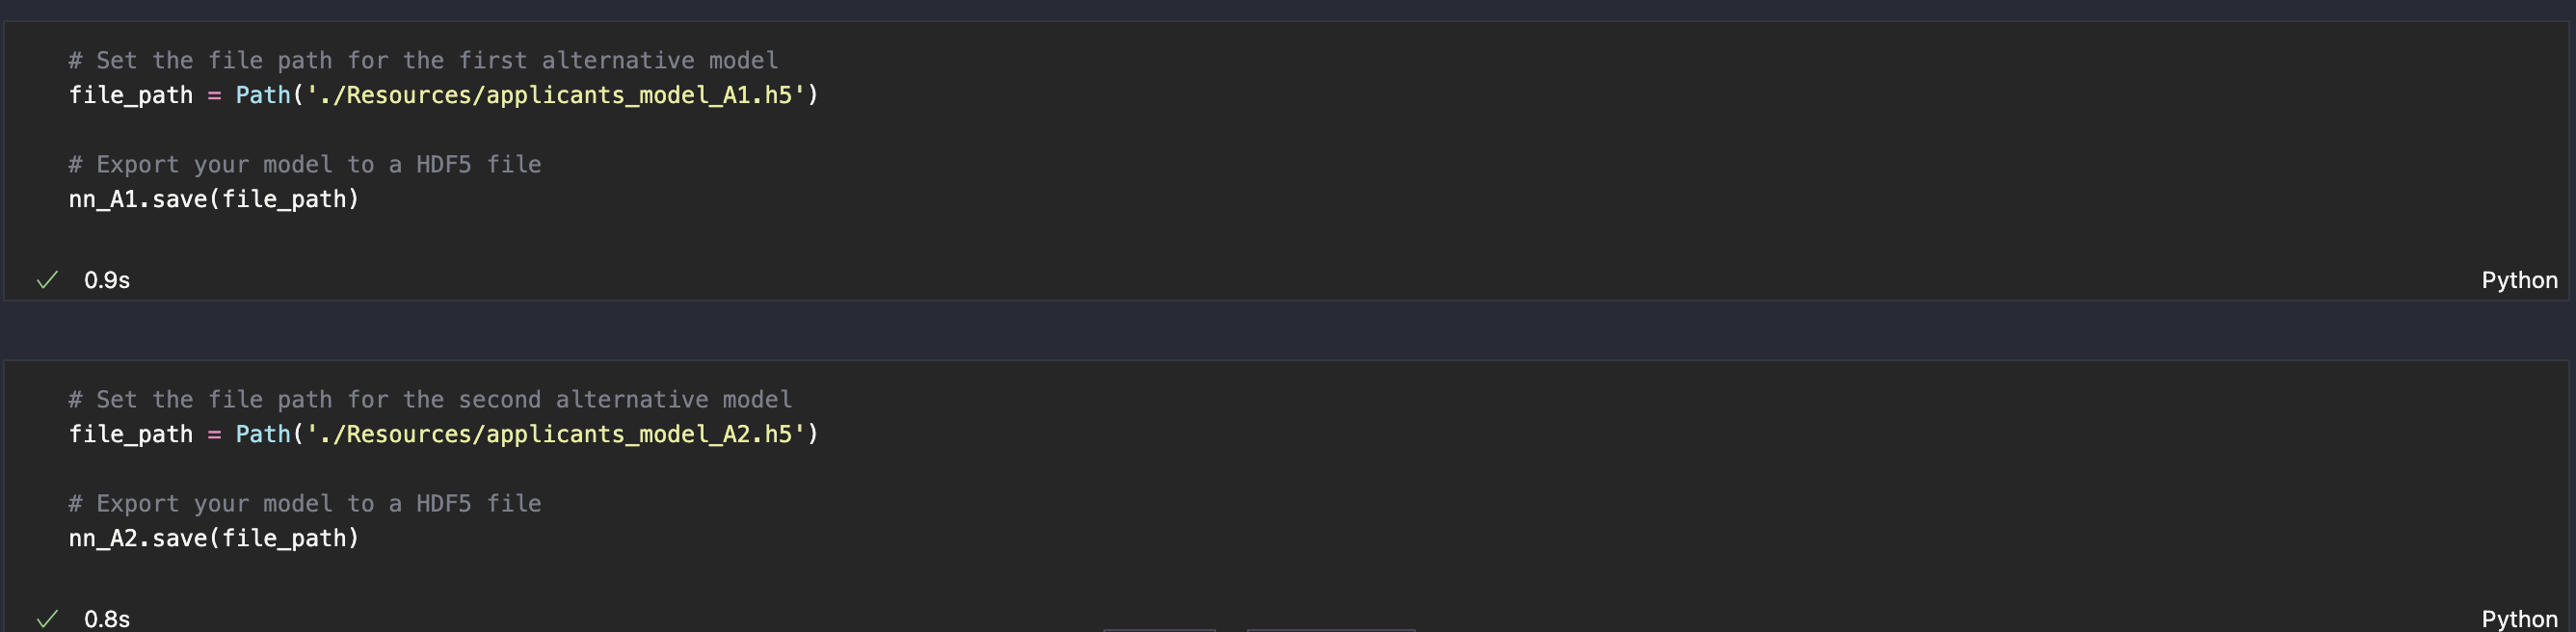 # Set the file path for the first alternative model
file_path = Path('./Resources/applicants_model_A1.h5')
# Export your model to a HDF5 file
nn_A1.save(file_path)
✓ 0.9s
Python
# Set the file path for the second alternative model
file_path = Path('./Resources/applicants_model_A2.h5')
# Export your model to a HDF5 file
nn_A2.save(file_path)
✓ 0.8s
Python